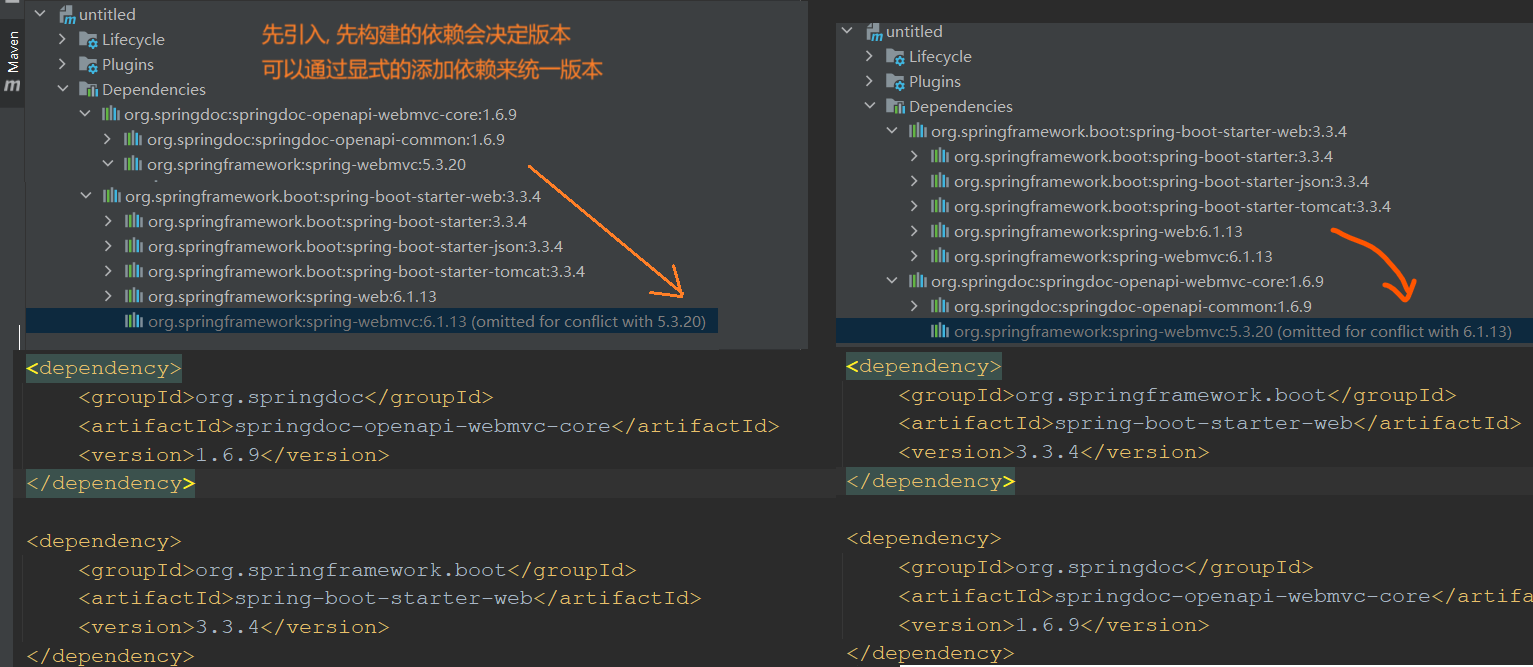 Maven
untitled
Lifecycle
Plugins
Dependencies
org.springdoc:springdoc-openapi-webmvc-core:1.6.9
org.springdoc:springdoc-openapi-common:1.6.9
org.springframework:spring-webmvc:5.3.20
org.springframework.boot:spring-boot-starter-web:3.3.4
org.springframework.boot:spring-boot-starter:3.3.4
org.springframework.boot:spring-boot-starter-json:3.3.4
org.springframework.boot:spring-boot-starter-tomcat:3.3.4
org.springframework:spring-web:6.1.13
org.springframework:spring-webmvc:6.1.13 (omitted for conflict with 5.3.20)
先引入, 先构建的依赖会决定版本
可以通过显式的添加依赖来统一版本
<dependency>
<groupId>org.springdoc</groupId>
<artifactId>springdoc-openapi-webmvc-core</artifactId>
<version>1.6.9</version>
</dependency>
<dependency>
<groupId>org.springframework.boot</groupId>
<artifactId>spring-boot-starter-web</artifactId>
<version>3.3.4</version>
</dependency>
untitled
Lifecycle
Plugins
Dependencies
org.springframework.boot:spring-boot-starter-web:3.3.4
org.springframework.boot:spring-boot-starter:3.3.4
org.springframework.boot:spring-boot-starter-json:3.3.4
org.springframework.boot:spring-boot-starter-tomcat:3.3.4
org.springframework:spring-web:6.1.13
org.springframework:spring-webmvc:6.1.13
org.springdoc:springdoc-openapi-webmvc-core:1.6.9
org.springdoc:springdoc-openapi-common:1.6.9
org.springframework:spring-webmvc:5.3.20 (omitted for conflict with 6.1.13)
<dependency>
<groupId>org.springframework.boot</groupId>
<artifactId>spring-boot-starter-web</artifactId>
<version>3.3.4</version>
</dependency>
<dependency>
<groupId>org.springdoc</groupId>
<artifactId>springdoc-openapi-webmvc-core</artifa
<version>1.6.9</version>
</dependency>